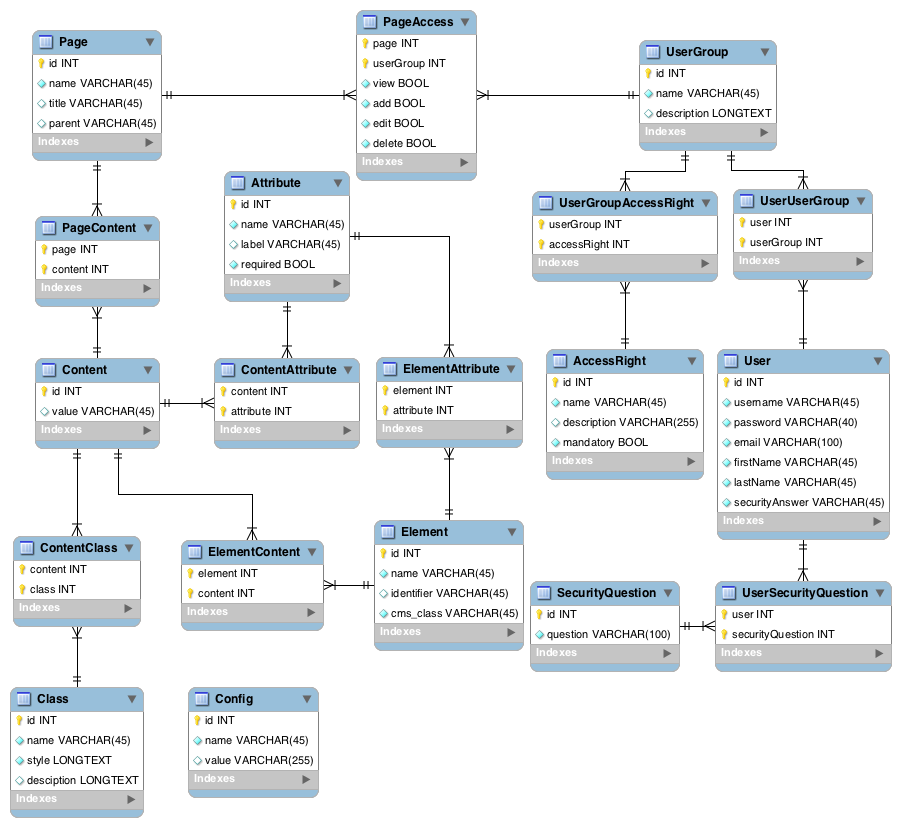 Page
id INT
name VARCHAR(45)
title VARCHAR(45)
parent VARCHAR(45)
Indexes
PageAccess
page INT
userGroup INT
view BOOL
add BOOL
edit BOOL
delete BOOL
Indexes
UserGroup
id INT
name VARCHAR(45)
description LONGTEXT
Indexes
Attribute
id INT
name VARCHAR(45)
label VARCHAR(45)
required BOOL
Indexes
UserGroupAccessRight
userGroup INT
accessRight INT
Indexes
UserUserGroup
user INT
userGroup INT
Indexes
PageContent
page INT
content INT
Indexes
Content
id INT
value VARCHAR(45)
Indexes
ContentAttribute
content INT
attribute INT
Indexes
ElementAttribute
element INT
attribute INT
Indexes
AccessRight
id INT
name VARCHAR(45)
description VARCHAR(255)
mandatory BOOL
Indexes
User
id INT
username VARCHAR(45)
password VARCHAR(40)
email VARCHAR(100)
firstName VARCHAR(45)
lastName VARCHAR(45)
securityAnswer VARCHAR(45)
Indexes
ContentClass
content INT
class INT
Indexes
ElementContent
element INT
content INT
Indexes
Element
id INT
name VARCHAR(45)
identifier VARCHAR(45)
cms_class VARCHAR(45)
Indexes
SecurityQuestion
id INT
question VARCHAR(100)
Indexes
UserSecurityQuestion
user INT
securityQuestion INT
Indexes
Class
id INT
name VARCHAR(45)
style LONGTEXT
desciption LONGTEXT
Indexes
Config
id INT
name VARCHAR(45)
value VARCHAR(255)
Indexes